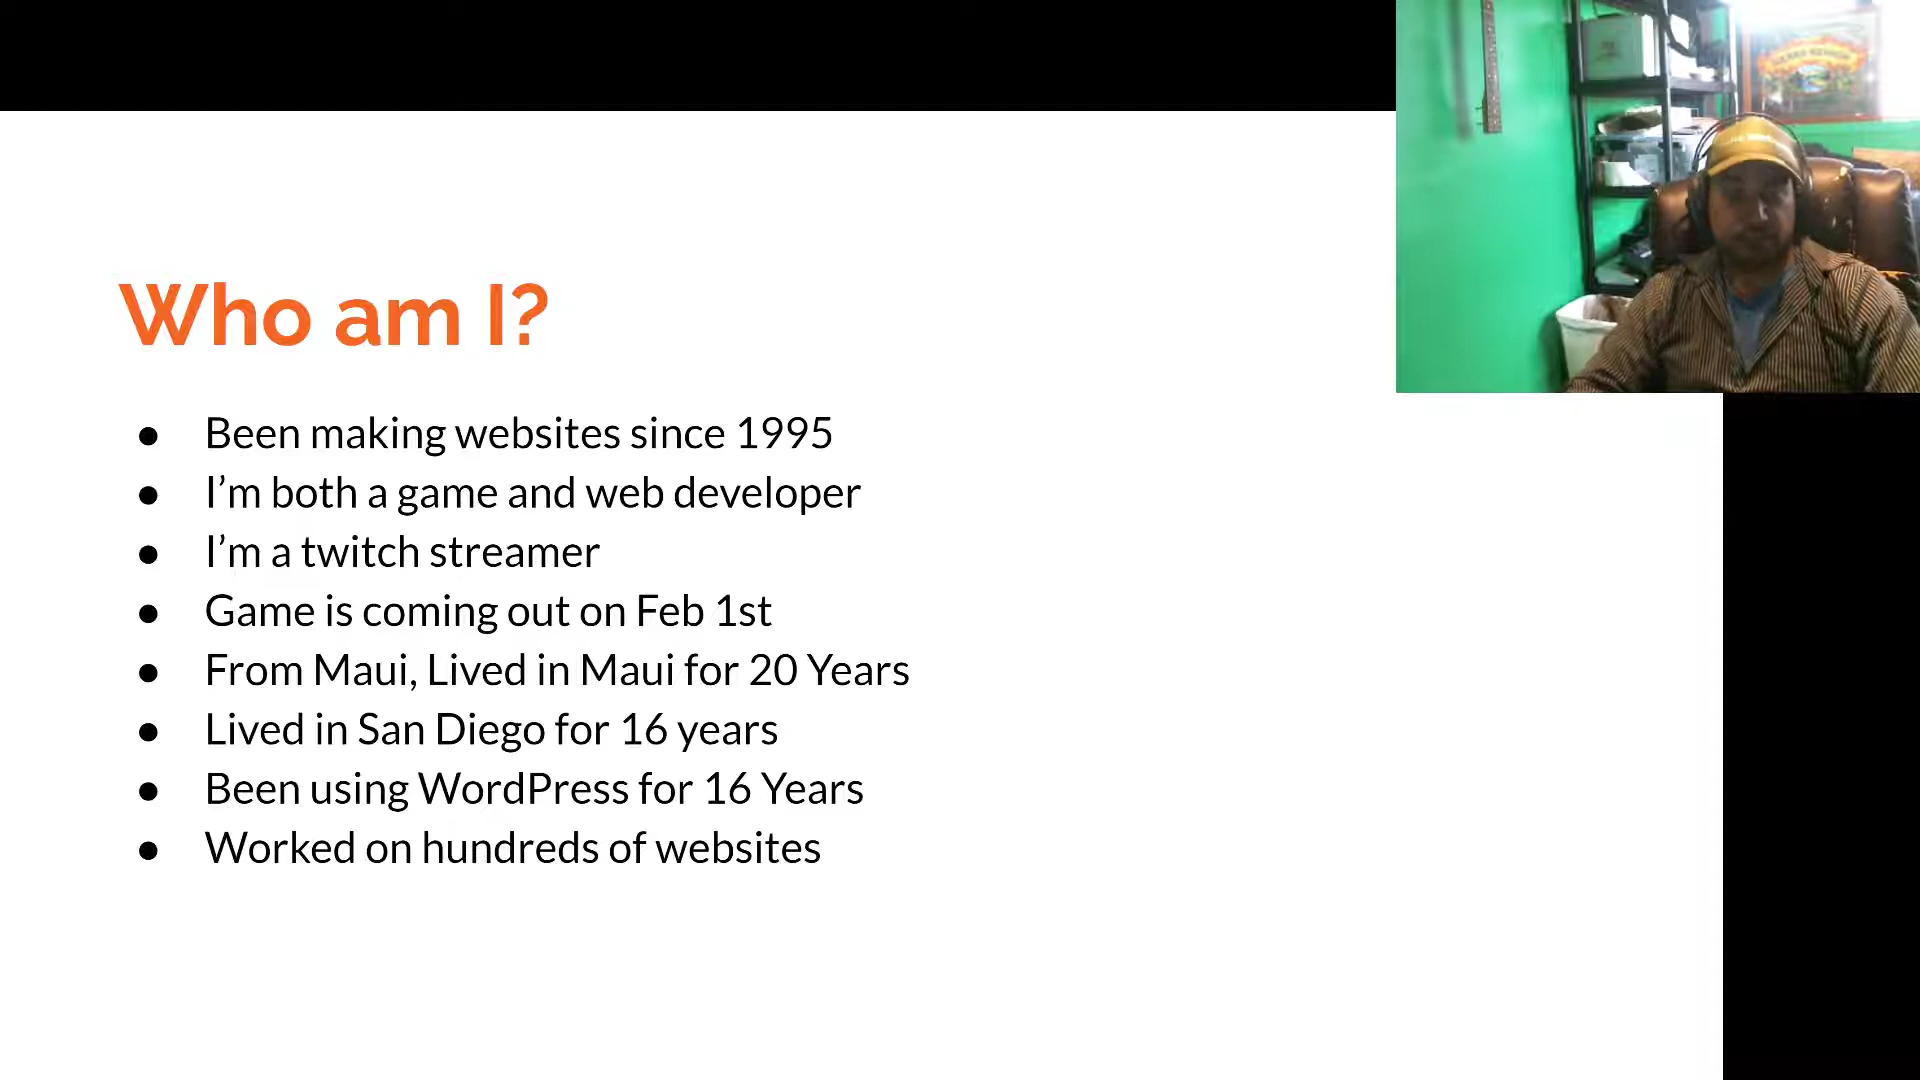 Who am I?
● Been making websites since 1995
● I’m both a game and web developer
● I’m a twitch streamer
● Game is coming out on Feb 1st
● From Maui, Lived in Maui for 20 Years
● Lived in San Diego for 16 years
● Been using WordPress for 16 Years
● Worked on hundreds of websites